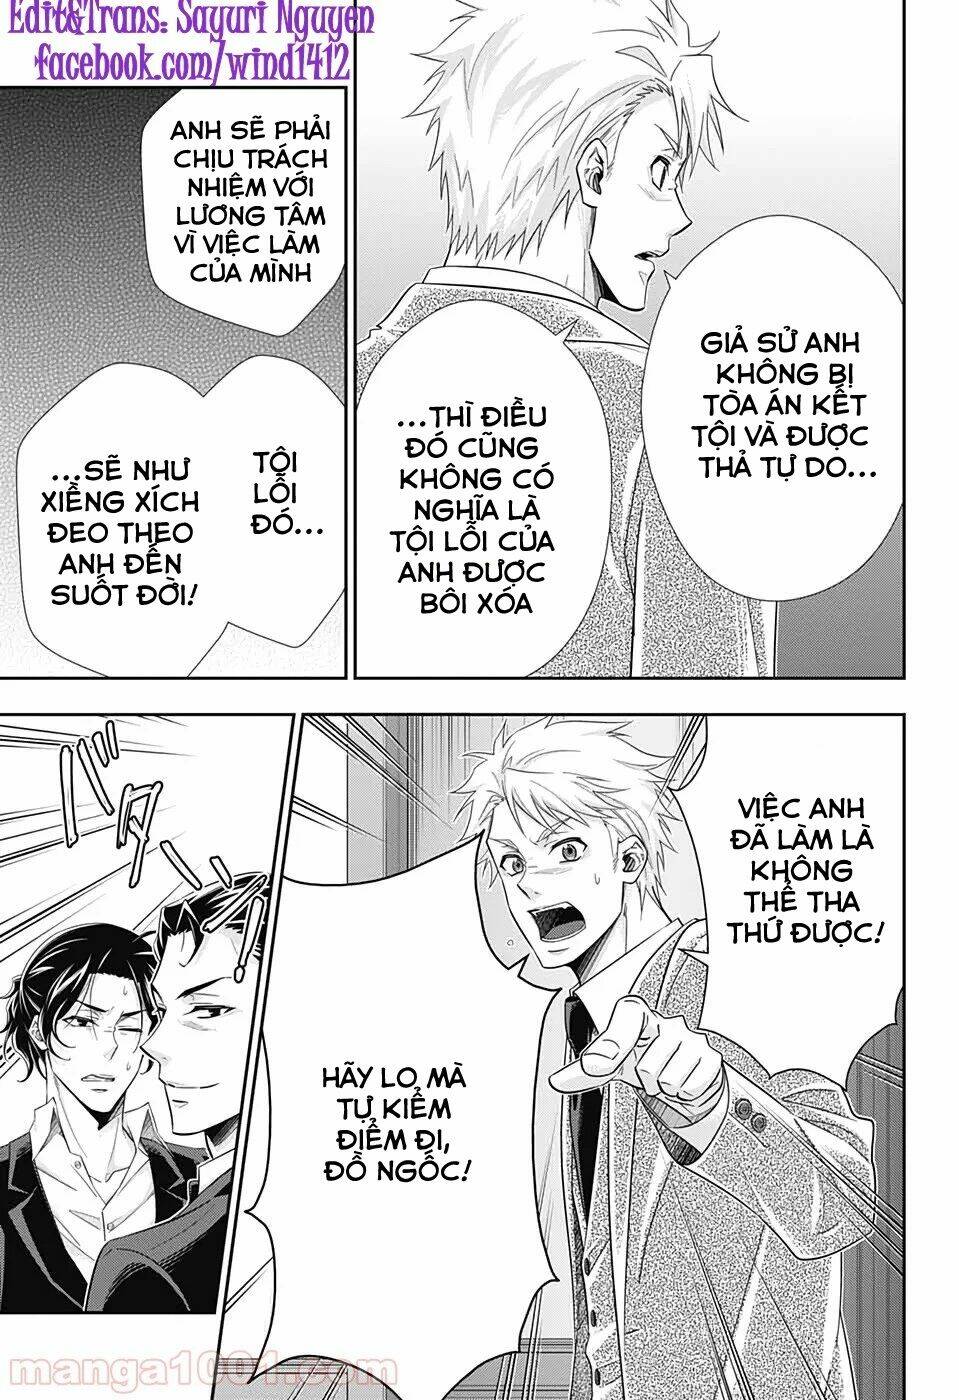 Edit&Trans: Sayuri Nguyen
facebook.com/wind1412
GIẢ SỬ ANH
KHÔNG BỊ
TÒA ÁN KẾT
TỘI VÀ ĐƯỢC
THẢ TỰ DO...
...THÌ ĐIỀU
ĐÓ CŨNG
KHÔNG CÓ
NGHĨA LÀ
TỘI LỖI CỦA
ANH ĐƯỢC
BÔI XÓA
ANH SẼ PHẢI
CHỊU TRÁCH
NHIỆM VỚI
LƯƠNG TÂM
VÌ VIỆC LÀM
CỦA MÌNH
TỘI
LỖI
ĐÓ...
...SẼ NHƯ
XIỀNG XÍCH
ĐEO THEO
ANH ĐẾN
SUỐT ĐỜI!
VIỆC ANH
ĐÃ LÀM LÀ
KHÔNG
THỂ THA
THỨ ĐƯỢC!
HÃY LO MÀ
TỰ KIỂM
ĐIỂM ĐI,
ĐỒ NGỐC!
manga1001.com